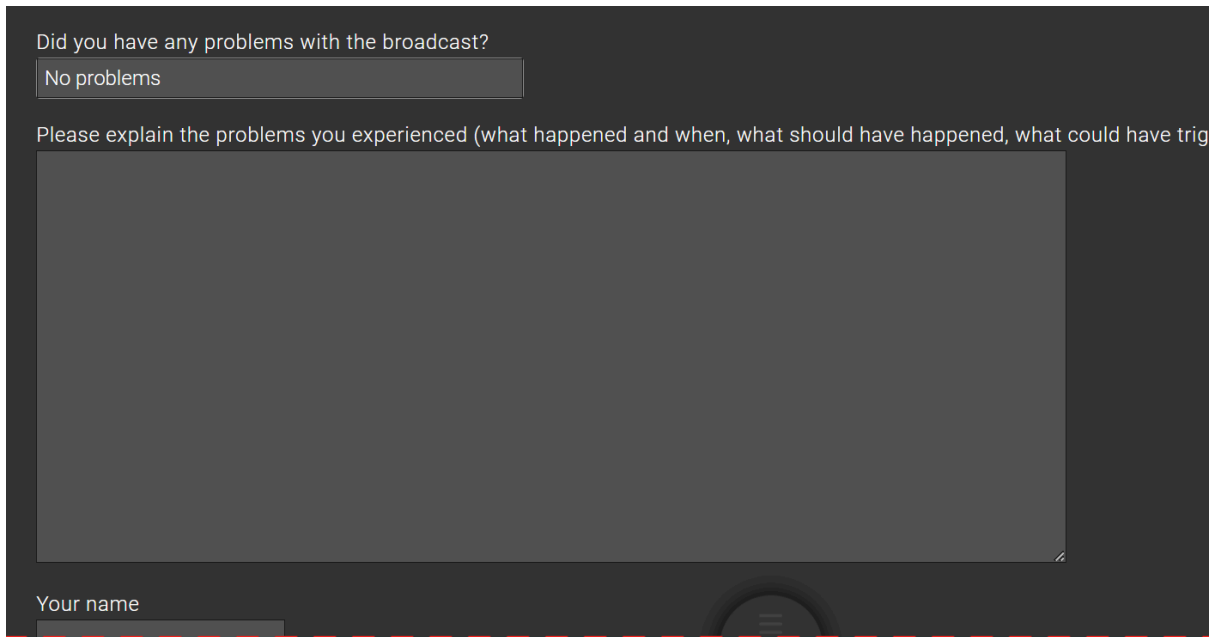 Did you have any problems with the broadcast?
No problems
Please explain the problems you experienced (what happened and when, what should have happened, what could have trig
Your name